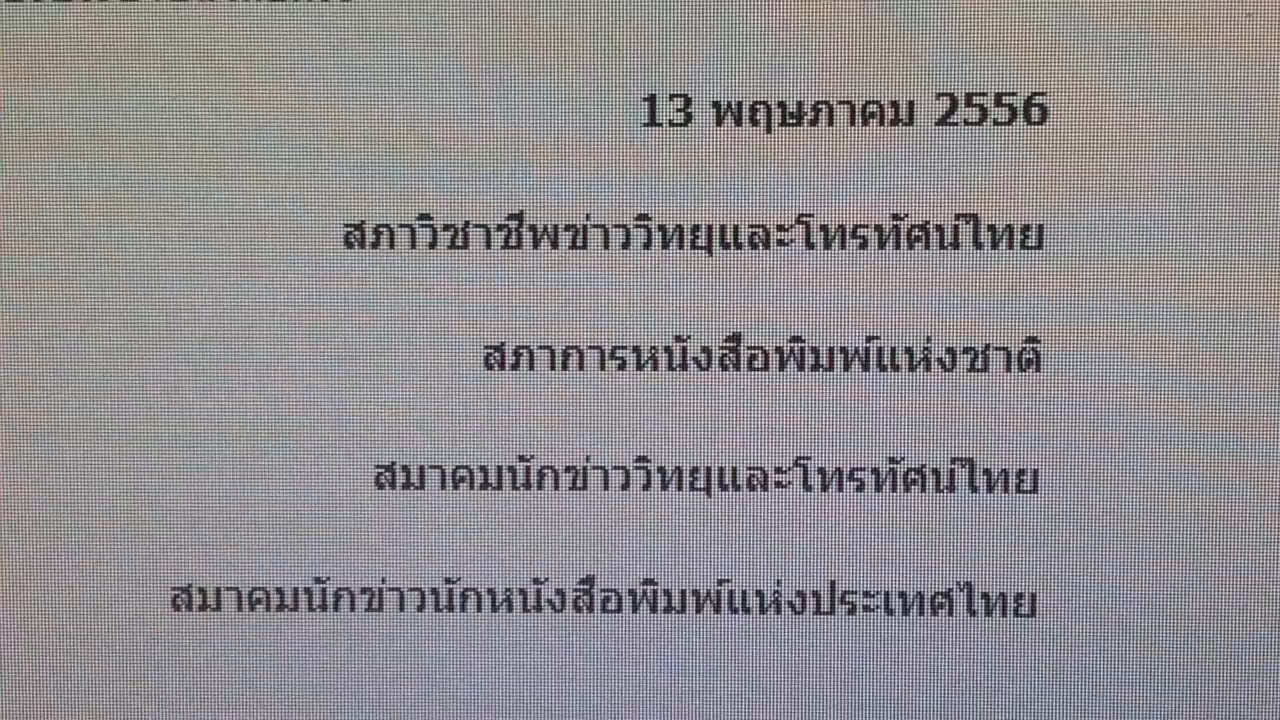 13 พฤษภาคม 2556
สภาวิชาชีพข่าววิทยุและโทรทัศน์ไทย
สภาการหนังสือพิมพ์แห่งชาติ
สมาคมนักข่าววิทยุและโทรทัศน์ไทย
สมาคมนักข่าวนักหนังสือพิมพ์แห่งประเทศไทย